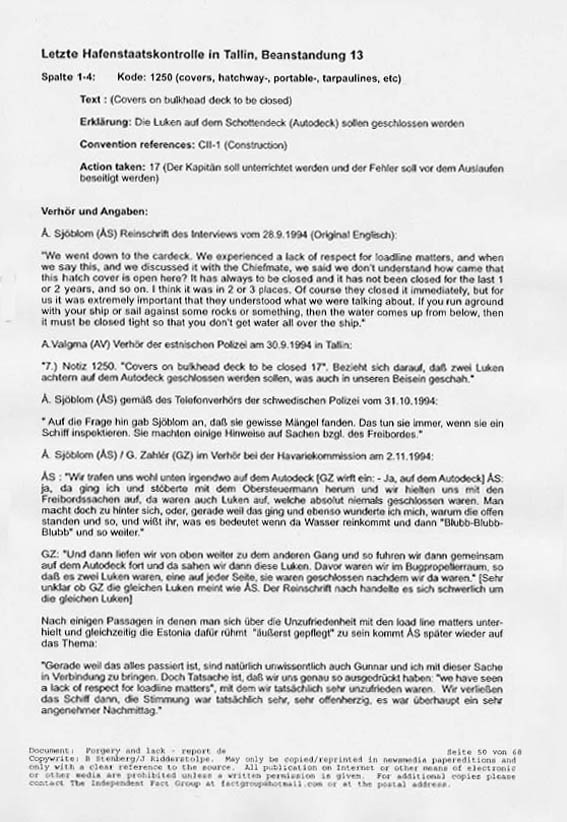 Letzte Hafenstaatskontrolle in Tallin, Beanstandung 13
Spalte 1-4: Kode: 1250 (covers, hatchway-, portable-, tarpaulines, etc)
Text : (Covers on bulkhead deck to be closed)
Erklärung: Die Luken auf dem Schottendeck (Autodeck) sollen geschlossen werden
Convention references: CII-1 (Construction)
Action taken: 17 (Der Kapitän soll unterrichtet werden und der Fehler soll vor dem Auslaufen
beseitigt werden)
Verhör und Angaben:
Å. Sjöblom (ÅS) Reinschrift des Interviews vom 28.9.1994 (Original Englisch):
"We went down to the cardeck. We experienced a lack of respect for loadline matters, and when
we say this, and we discussed it with the Chiefmate, we said we don't understand how came that
this hatch cover is open here? It has always to be closed and it has not been closed for the last 1
or 2 years, and so on. I think it was in 2 or 3 places. Of course they closed it immediately, but for
us it was extremely important that they understood what we were talking about. If you run aground
with your ship or sail against some rocks or something, then the water comes up from below, then
it must be closed tight so that you don't get water all over the ship."
A.Valgma (AV) Verhör der estnischen Polizei am 30.9.1994 in Tallin:
"7.) Notiz 1250. "Covers on bulkhead deck to be closed 17". Bezieht sich darauf, daß zwei Luken
achtern auf dem Autodeck geschlossen werden sollen, was auch in unseren Beisein geschah."
Å. Sjöblom (ÅS) gemäß des Telefonverhörs der schwedischen Polizei vom 31.10.1994:
" Auf die Frage hin gab Sjöblom an, daß sie gewisse Mängel fanden. Das tun sie immer, wenn sie ein
Schiff inspektieren. Sie machten einige Hinweise auf Sachen bzgl. des Freibordes."
Å. Sjöblom (ÅS) / G. Zahlér (GZ) im Verhör bei der Havariekommission am 2.11.1994:
ÅS : "Wir trafen uns wohl unten irgendwo auf dem Autodeck [GZ wirft ein: - Ja, auf dem Autodeck] ÅS:
ja, da ging ich und stöberte mit dem Obersteuermann herum und wir hielten uns mit den
Freibordssachen auf, da waren auch Luken auf, welche absolut niemals geschlossen waren. Man
macht doch zu hinter sich, oder, gerade weil das ging und ebenso wunderte ich mich, warum die offen
standen und so, und wißt ihr, was es bedeutet wenn da Wasser reinkommt und dann "Blubb-Blubb-
Blubb" und so weiter."
GZ: "Und dann liefen wir von oben weiter zu dem anderen Gang und so fuhren wir dann gemeinsam
auf dem Autodeck fort und da sahen wir dann diese Luken. Davor waren wir im Bugpropellerraum, so
daß es zwei Luken waren, eine auf jeder Seite, sie waren geschlossen nachdem wir da waren." [Sehr
unklar ob GZ die gleichen Luken meint wie ÅS. Der Reinschrift nach handelte es sich schwerlich um
die gleichen Luken]
Nach einigen Passagen in denen man sich über die Unzufriedenheit mit den load line matters unter-
hielt und gleichzeitig die Estonia dafür rühmt "äußerst gepflegt" zu sein kommt ÅS später wieder auf
das Thema:
"Gerade weil das alles passiert ist, sind natürlich unwissentlich auch Gunnar und ich mit dieser Sache
in Verbindung zu bringen. Doch Tatsache ist, daß wir uns genau so ausgedrückt haben: "we have seen
a lack of respect for loadline matters", mit dem wir tatsächlich sehr unzufrieden waren. Wir verließen
das Schiff dann, die Stimmung war tatsächlich sehr, sehr offenherzig, es war überhaupt ein sehr
angenehmer Nachmittag."
Document: Forgery and lack - report de Seite 50 von 68
Copywrite: B Stenberg/J Ridderstolpe. May only be copied/reprinted in newsmedia papereditions and
only with a clear reference to the source. All publication on Internet or other means of electronic
or other media are prohibited unless a written permission is given. For additional copies please
contact The Independent Fact Group at factgroup@hotmail.com or at the postal address.